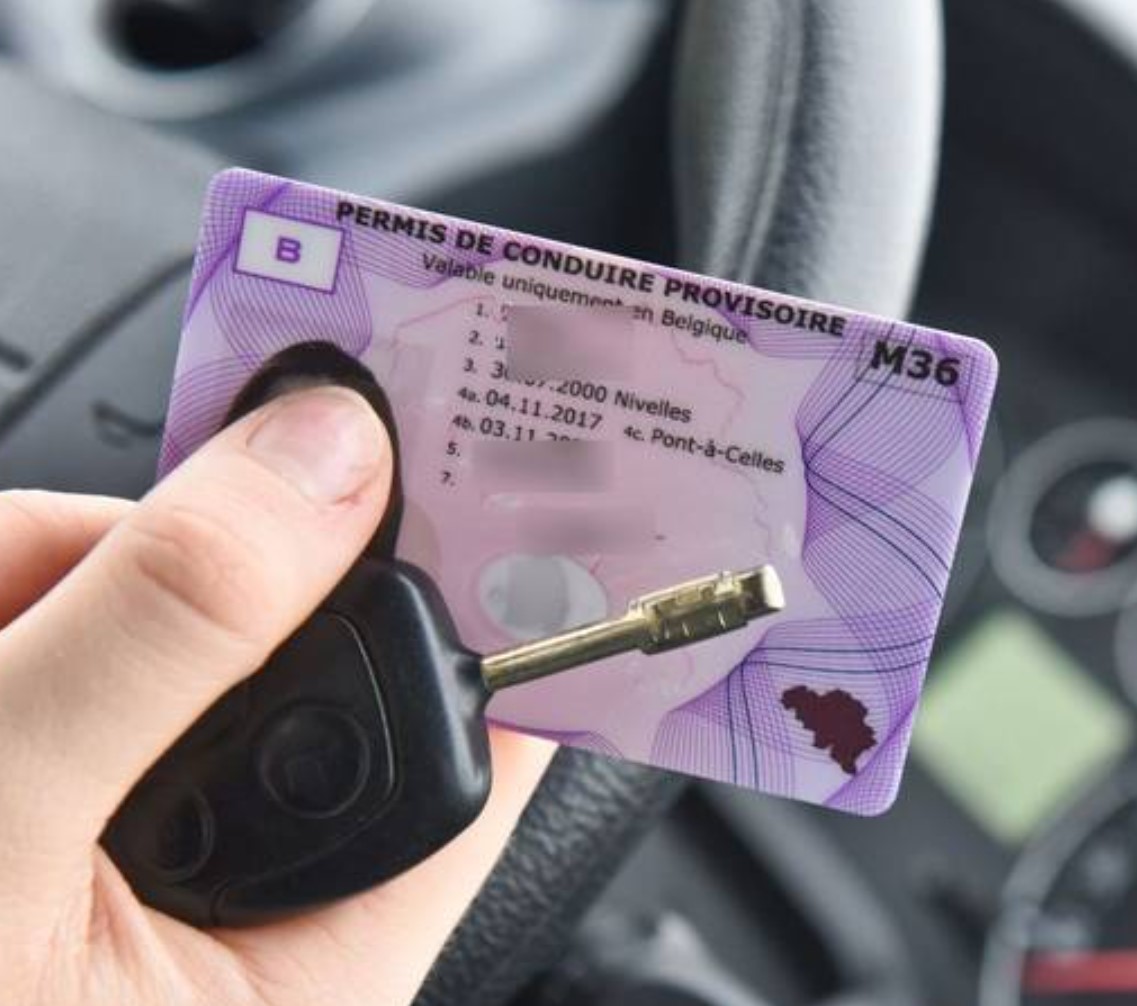 B
PERMIS DE CONDUIRE PROVISOIRE
Valable uniquement en Belgique
M36
1.
2.
3. 2000 Nivelles
4a. 04.11.2017 4c. Pont-à-Celles
4b. 03.11
5.
7.